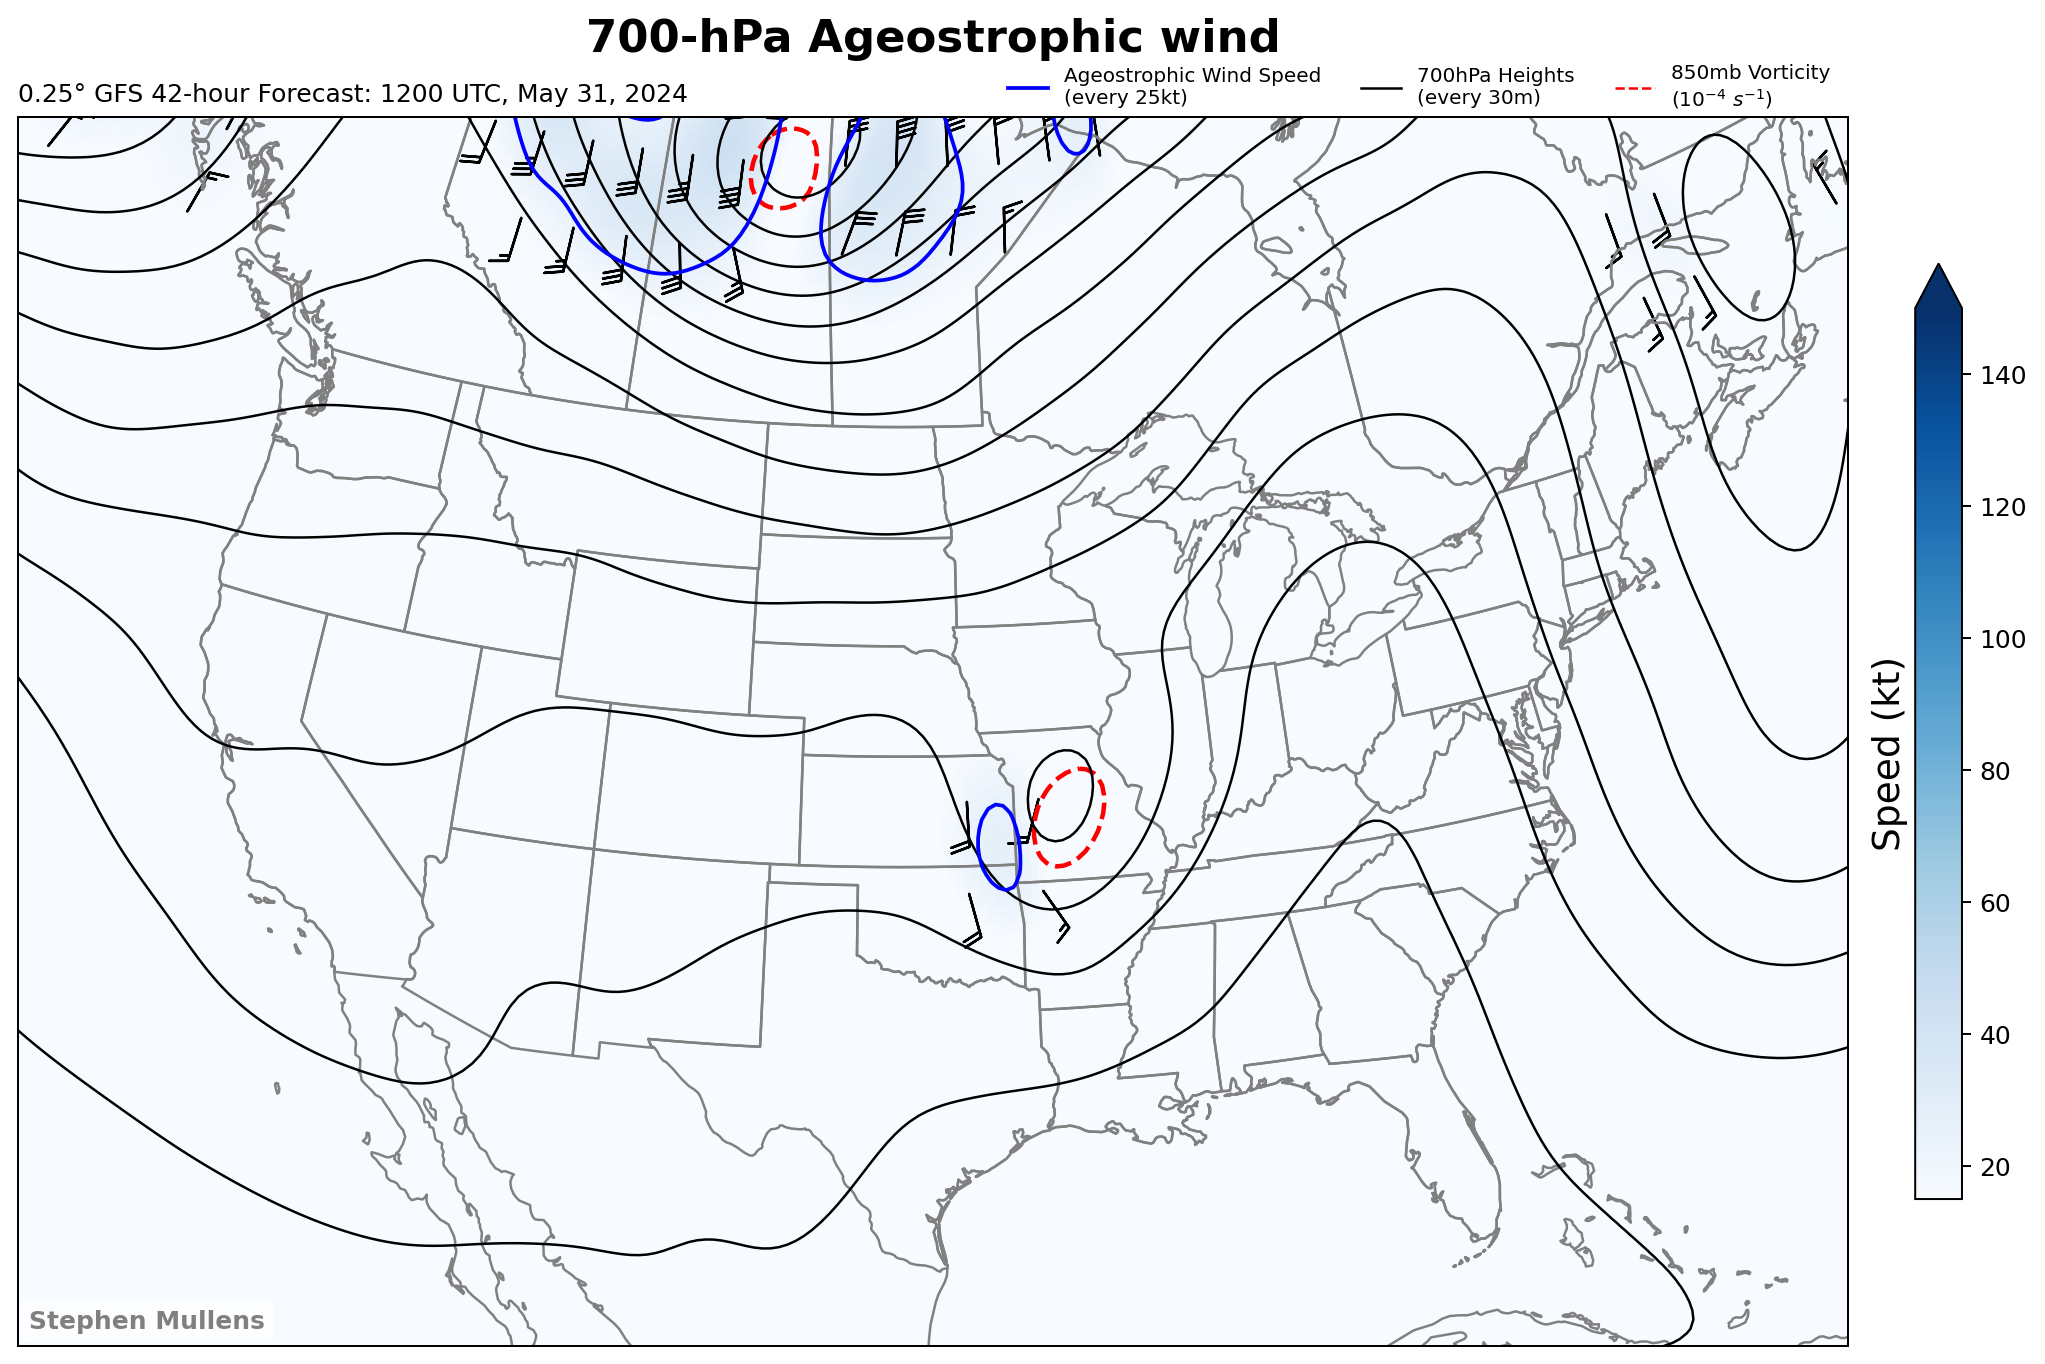 700-hPa Ageostrophic wind
0.25° GFS 42-hour Forecast: 1200 UTC, May 31, 2024
Ageostrophic Wind Speed
(every 25kt)
700hPa Heights
(every 30m)
850mb Vorticity
(10⁻⁴ s⁻¹)
140
120
100
80
60
40
20
Speed (kt)
Stephen Mullens